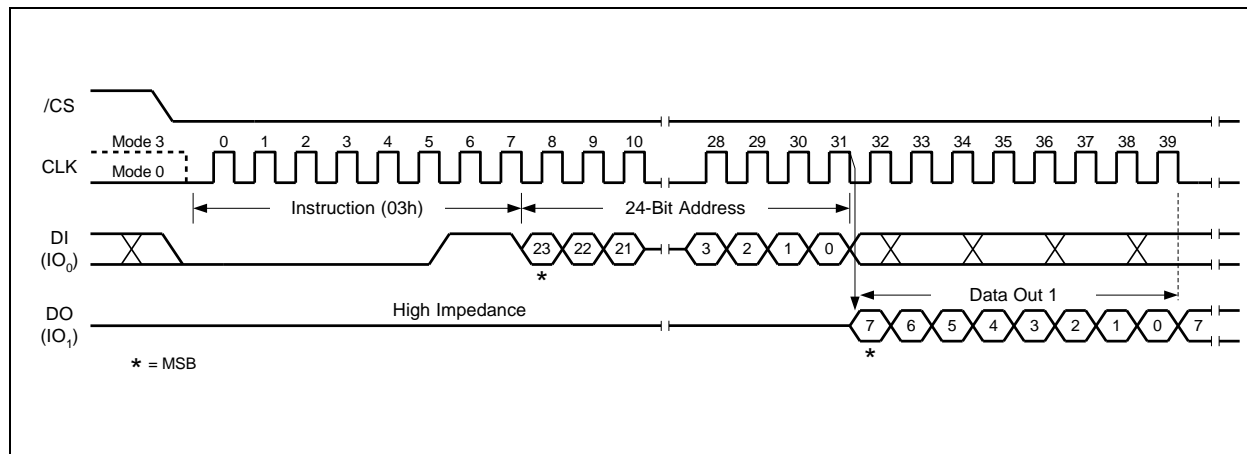 /CS
Mode 3 0 1 2 3 4 5 6 7 8 9 10 28 29 30 31 32 33 34 35 36 37 38 39
CLK
Mode 0
Instruction (03h) 24-Bit Address
DI
(IO0)
23 22 21 3 2 1 0
*
Data Out 1
High Impedance
DO
(IO1)
7 6 5 4 3 2 1 0 7
*
* = MSB